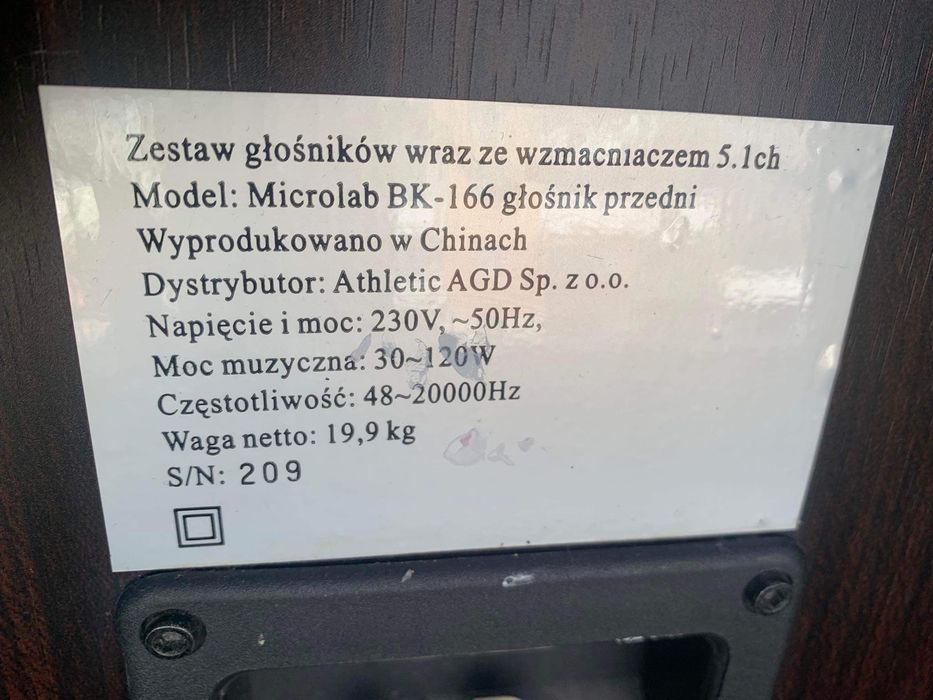 Zestaw głośników wraz ze wzmacniaczem 5.1ch
Model: Microlab BK-166 głośnik przedni
Wyprodukowano w Chinach
Dystrybutor: Athletic AGD Sp. z o.o.
Napięcie i moc: 230V, ~50Hz,
Moc muzyczna: 30~120W
Częstotliwość: 48~20000Hz
Waga netto: 19,9 kg
S/N: 209